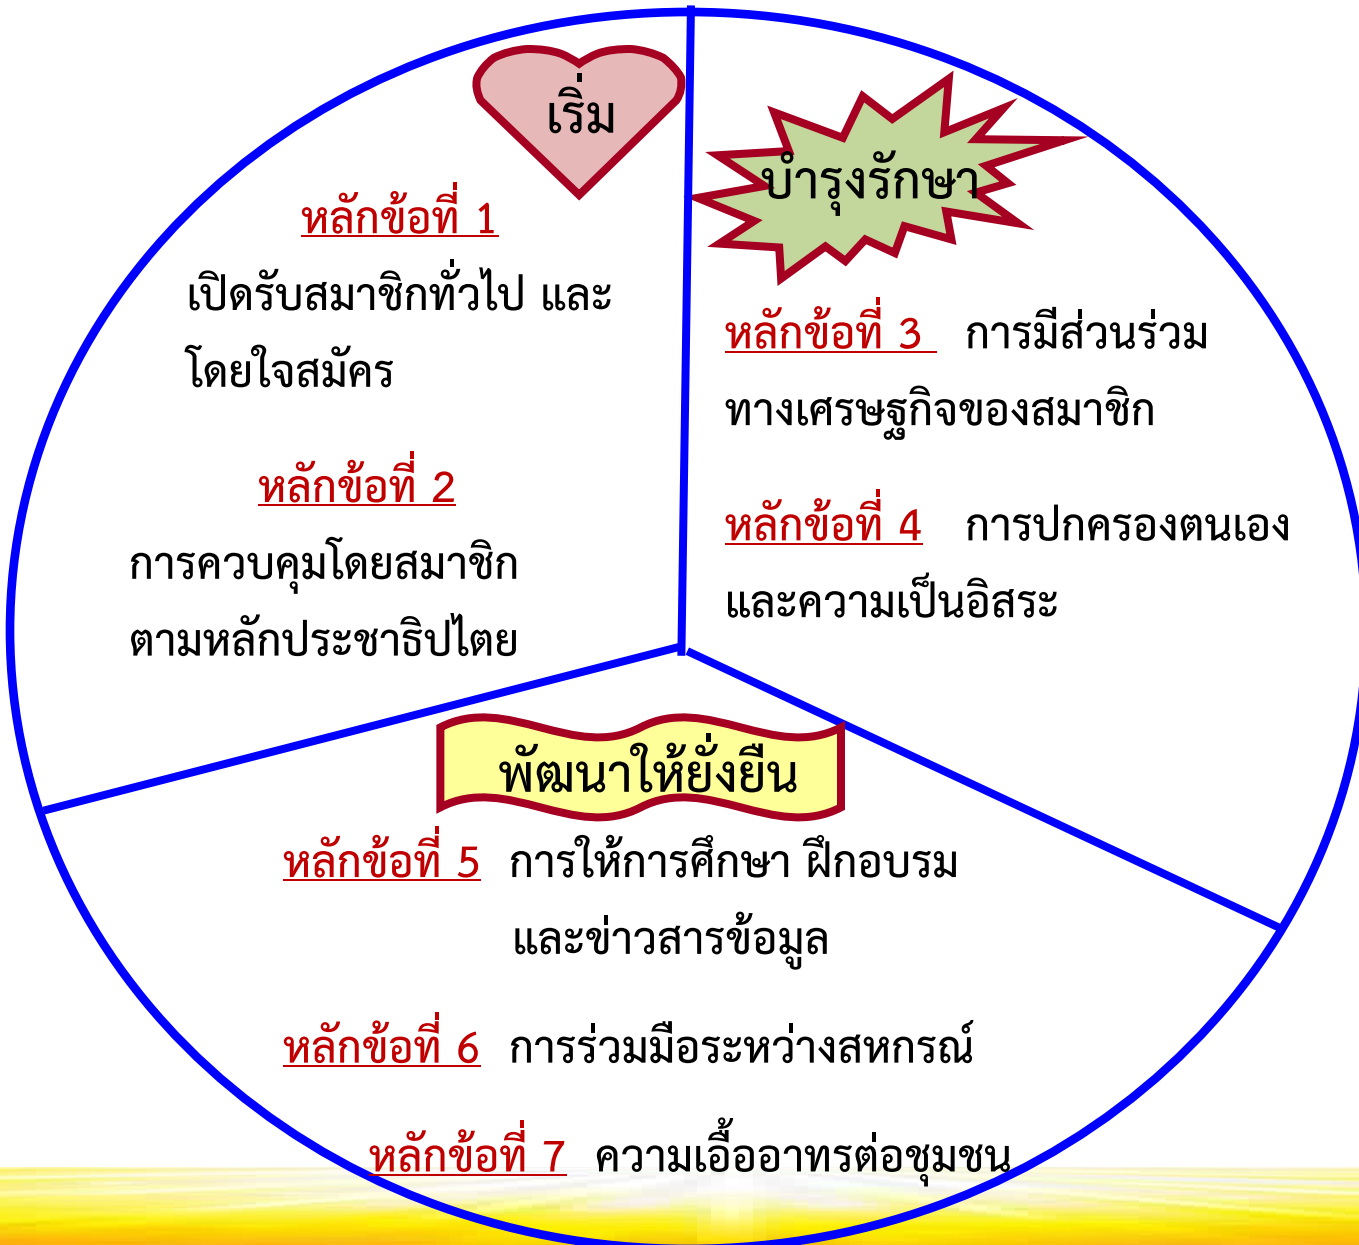 เริ่ม
หลักข้อที่ 1
เปิดรับสมาชิกทั่วไป และ
โดยใจสมัคร
หลักข้อที่ 2
การควบคุมโดยสมาชิก
ตามหลักประชาธิปไตย
บำรุงรักษา
หลักข้อที่ 3 การมีส่วนร่วม
ทางเศรษฐกิจของสมาชิก
หลักข้อที่ 4 การปกครองตนเอง
และความเป็นอิสระ
พัฒนาให้ยั่งยืน
หลักข้อที่ 5 การให้การศึกษา ฝึกอบรม
และข่าวสารข้อมูล
หลักข้อที่ 6 การร่วมมือระหว่างสหกรณ์
หลักข้อที่ 7 ความเอื้ออาทรต่อชุมชน